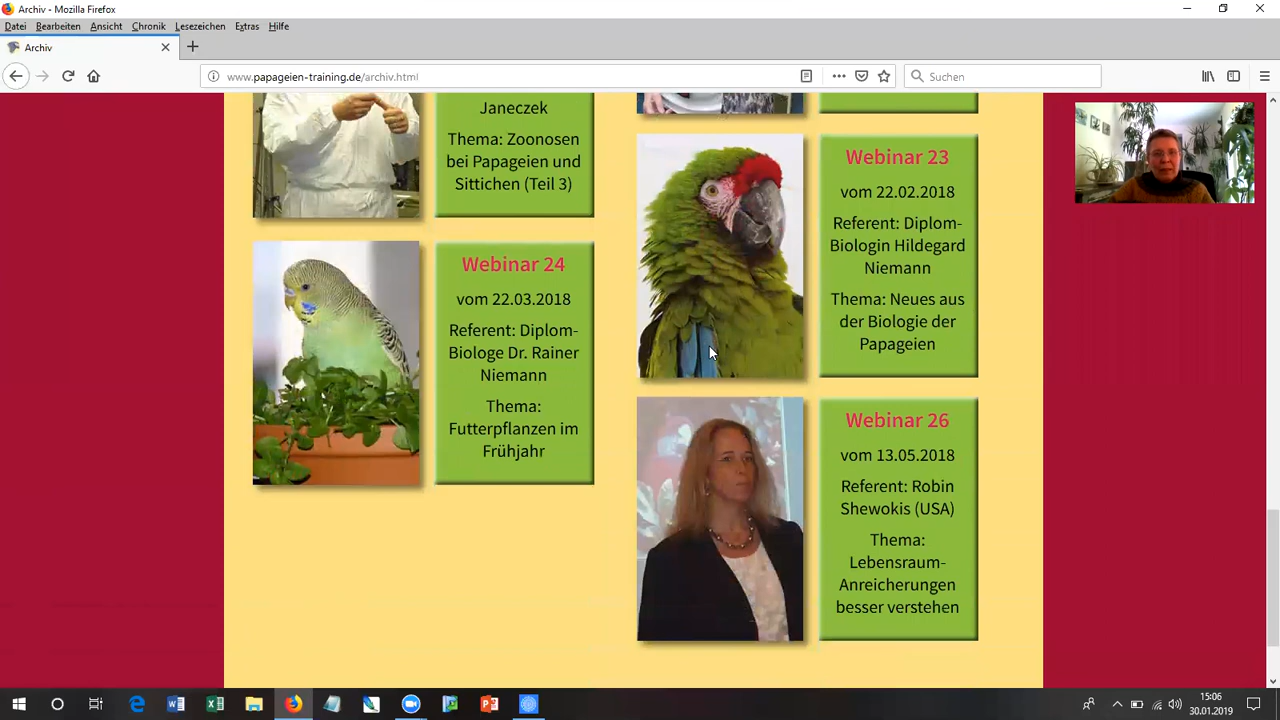 Archiv - Mozilla Firefox
Datei Bearbeiten Ansicht Chronik Lesezeichen Extras Hilfe
Archiv
www.papageien-training.de/archiv.html
Suchen
Janeczek
Thema: Zoonosen
bei Papageien und
Sittichen (Teil 3)
Webinar 23
vom 22.02.2018
Referent: Diplom-
Biologin Hildegard
Niemann
Thema: Neues aus
der Biologie der
Papageien
Webinar 24
vom 22.03.2018
Referent: Diplom-
Biologe Dr. Rainer
Niemann
Thema:
Futterpflanzen im
Frühjahr
Webinar 26
vom 13.05.2018
Referent: Robin
Shewokis (USA)
Thema:
Lebensraum-
Anreicherungen
besser verstehen
15:06
30.01.2019